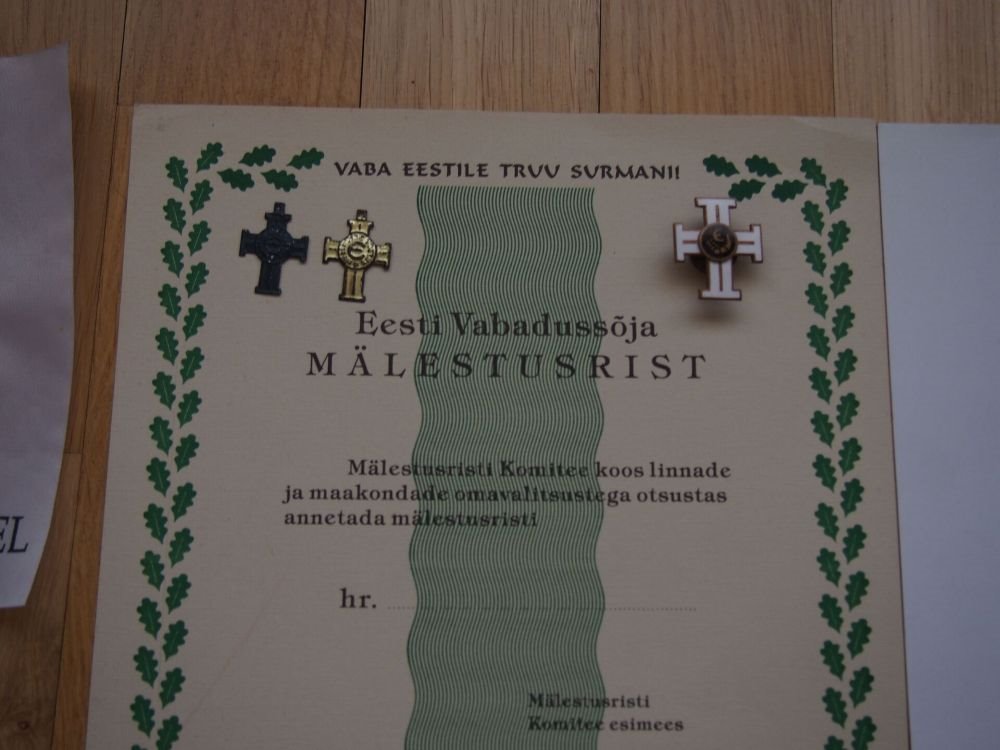 VABA EESTILE TRUU SURMANI!
Eesti Vabadussõja
MÄLESTUSRIST
Mälestusristi Komitee koos linnade
ja maakondade omavalitsustega otsustas
annetada mälestusristi
hr.
Mälestusristi
Komitee esimees
EL